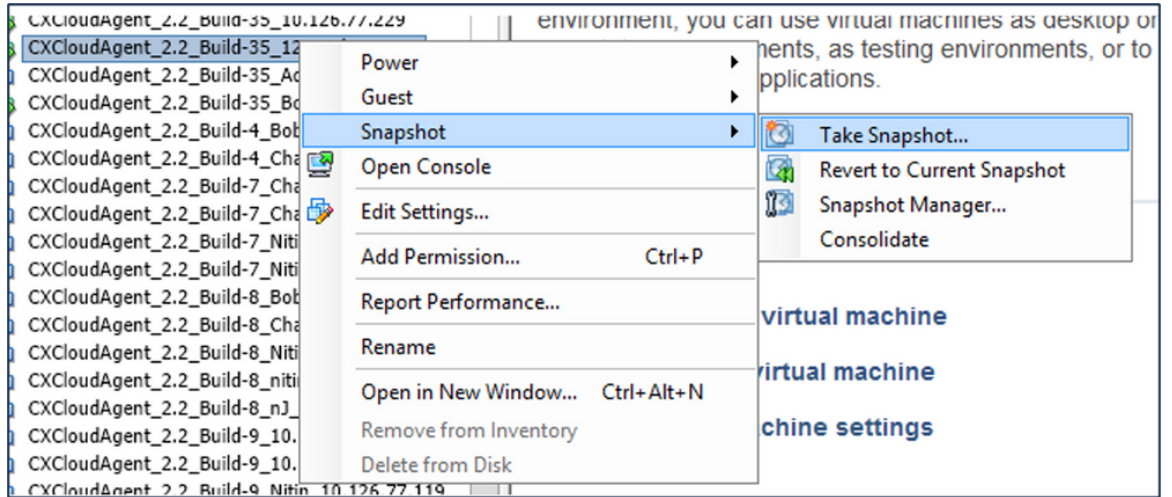 CXCloudAgent_2.2_Build-35_10.126.77.229
CXCloudAgent_2.2_Build-35_12
CXCloudAgent_2.2_Build-35_Ad
CXCloudAgent_2.2_Build-35_Bo
CXCloudAgent_2.2_Build-4_Bob
CXCloudAgent_2.2_Build-4_Cha
CXCloudAgent_2.2_Build-7_Cha
CXCloudAgent_2.2_Build-7_Cha
CXCloudAgent_2.2_Build-7_Niti
CXCloudAgent_2.2_Build-7_Niti
CXCloudAgent_2.2_Build-8_Bob
CXCloudAgent_2.2_Build-8_Cha
CXCloudAgent_2.2_Build-8_Niti
CXCloudAgent_2.2_Build-8_niti
CXCloudAgent_2.2_Build-8_nJ_
CXCloudAgent_2.2_Build-9_10.
CXCloudAgent_2.2_Build-9_10.
CXCloudAgent_2.2_Build-9_Nitin_10.126.77.119
Power
Guest
Snapshot
Open Console
Edit Settings...
Add Permission... Ctrl+P
Report Performance...
Rename
Open in New Window... Ctrl+Alt+N
Remove from Inventory
Delete from Disk
Take Snapshot...
Revert to Current Snapshot
Snapshot Manager...
Consolidate
environment, you can use virtual machines as desktop or
ments, as testing environments, or to
pplications.
virtual machine
virtual machine
chine settings